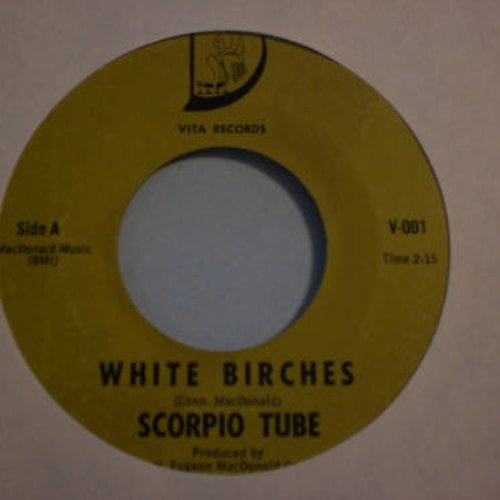 VITA RECORDS
Side A
MacDonald Music
(BMI)
V-001
Time 2:15
WHITE BIRCHES
(Ginn, MacDonald)
SCORPIO TUBE
Produced by
Eugene MacDonald